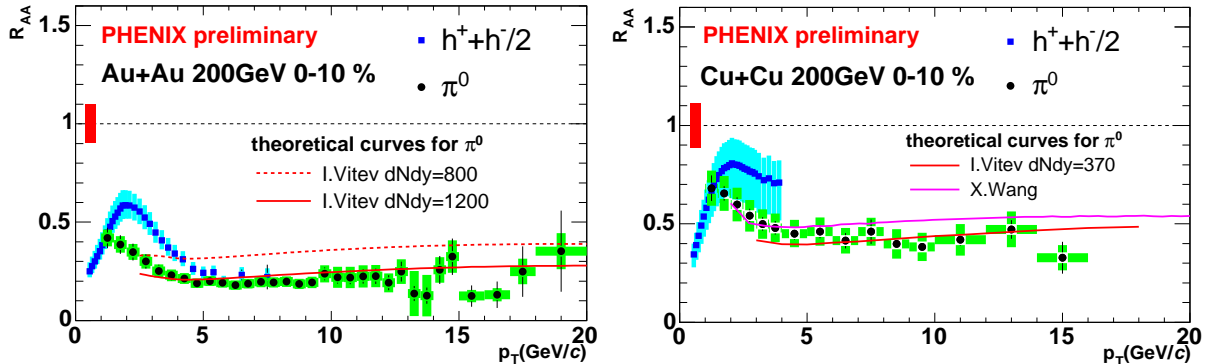 R_AA
1.5
1
0.5
0
PHENIX preliminary
h⁺+h⁻/2
Au+Au 200GeV 0-10 %
π⁰
theoretical curves for π⁰
I.Vitev dNdy=800
I.Vitev dNdy=1200
0 5 10 15 20
p_T(GeV/c)
R_AA
1.5
1
0.5
0
PHENIX preliminary
h⁺+h⁻/2
Cu+Cu 200GeV 0-10 %
π⁰
theoretical curves for π⁰
I.Vitev dNdy=370
X.Wang
0 5 10 15 20
p_T(GeV/c)